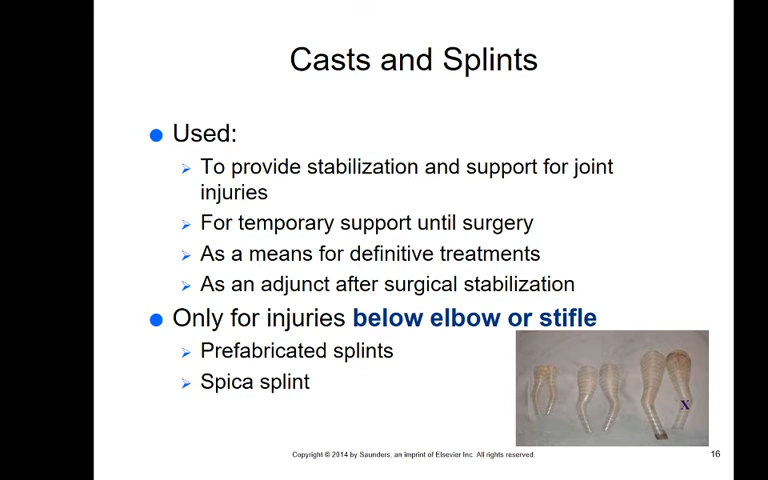 Casts and Splints
Used:
To provide stabilization and support for joint
injuries
For temporary support until surgery
As a means for definitive treatments
As an adjunct after surgical stabilization
Only for injuries below elbow or stifle
Prefabricated splints
Spica splint
X
Copyright © 2014 by Saunders, an imprint of Elsevier Inc. All rights reserved.
16